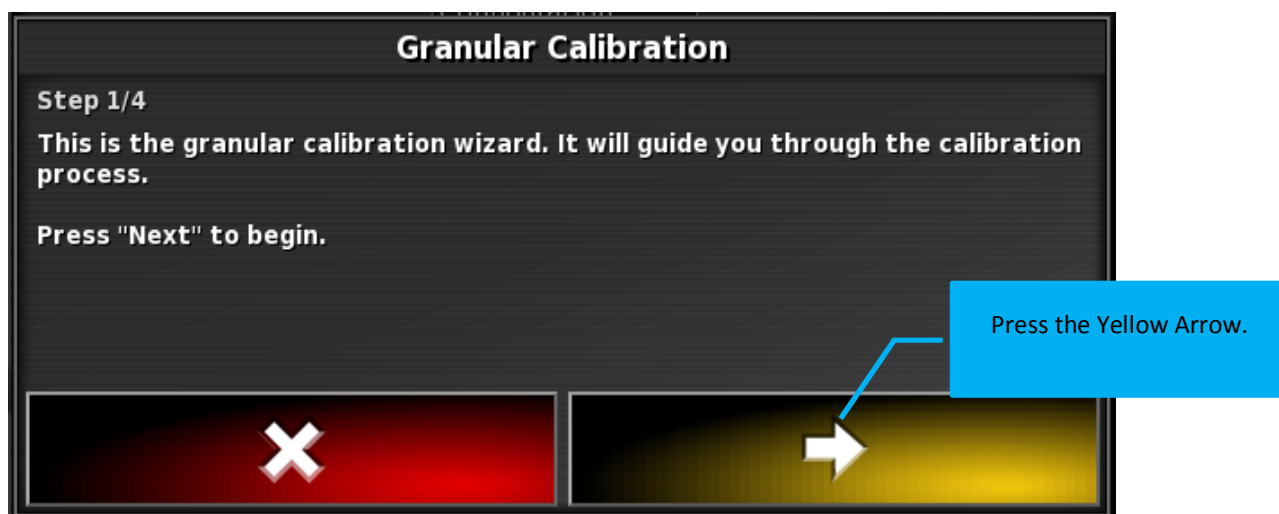 Granular Calibration
Step 1/4
This is the granular calibration wizard. It will guide you through the calibration
process.
Press "Next" to begin.
Press the Yellow Arrow.